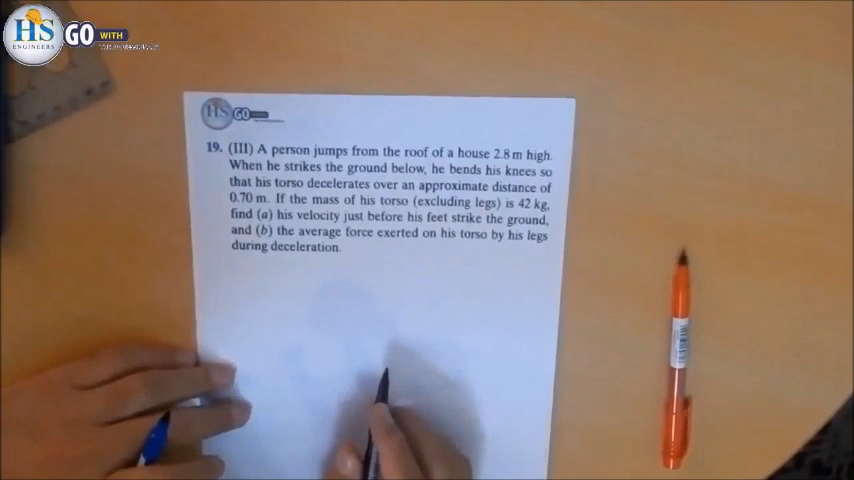 HS
ENGINEERS
GO WITH
HS GO
19. (III) A person jumps from the roof of a house 2.8 m high.
When he strikes the ground below, he bends his knees so
that his torso decelerates over an approximate distance of
0.70 m. If the mass of his torso (excluding legs) is 42 kg,
find (a) his velocity just before his feet strike the ground,
and (b) the average force exerted on his torso by his legs
during deceleration.